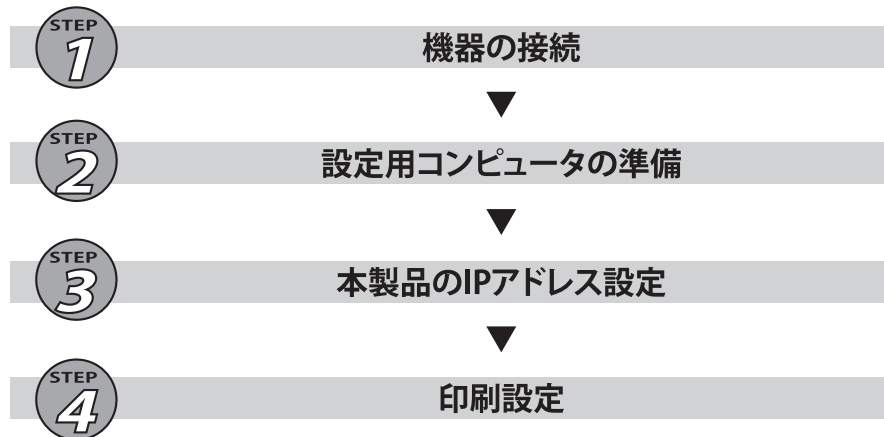 STEP
1
機器の接続
STEP
2
設定用コンピュータの準備
STEP
3
本製品のIPアドレス設定
STEP
4
印刷設定